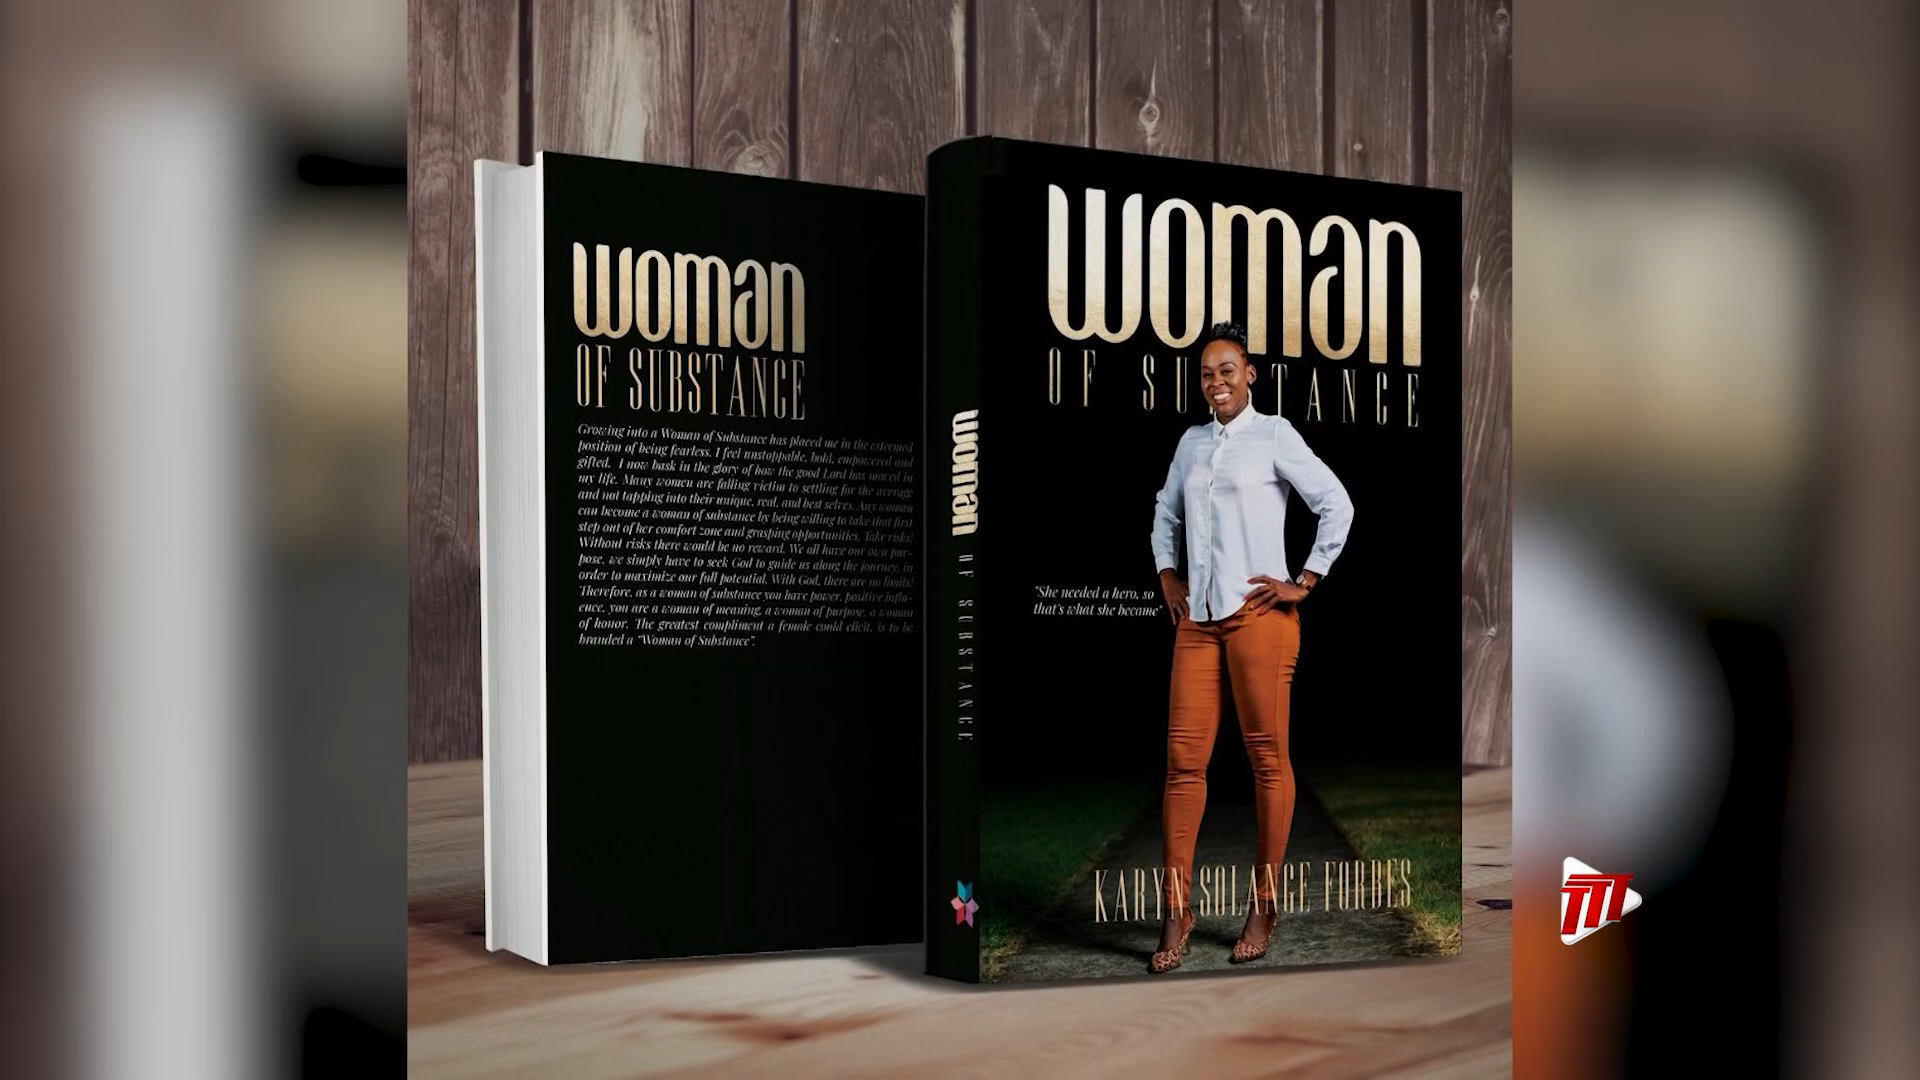 woman
OF SUBSTANCE
Growing into a Woman of Substance has placed me in the esteemed
position of being fearless. I feel unstoppable, bold, empowered and
gifted. I now bask in the glory of how the good Lord has moved in
my life. Many women are falling victim to settling for the average
and not tapping into their unique, real, and best selves. Any woman
can become a woman of substance by being willing to take that first
step out of her comfort zone and grasping opportunities. Take risks!
Without risks there would be no reward. We all have our own pur-
pose, we simply have to seek God to guide us along the journey, in
order to maximize our full potential. With God, there are no limits!
Therefore, as a woman of substance you have power, positive influ-
ence, you are a woman of meaning, a woman of purpose, a woman
of honor. The greatest compliment a female could elicit, is to be
branded a "Woman of Substance".
woman OF SUBSTANCE
woman
OF SUBSTANCE
"She needed a hero, so
that's what she became"
KARYN SOLANGE FORBES
TTT